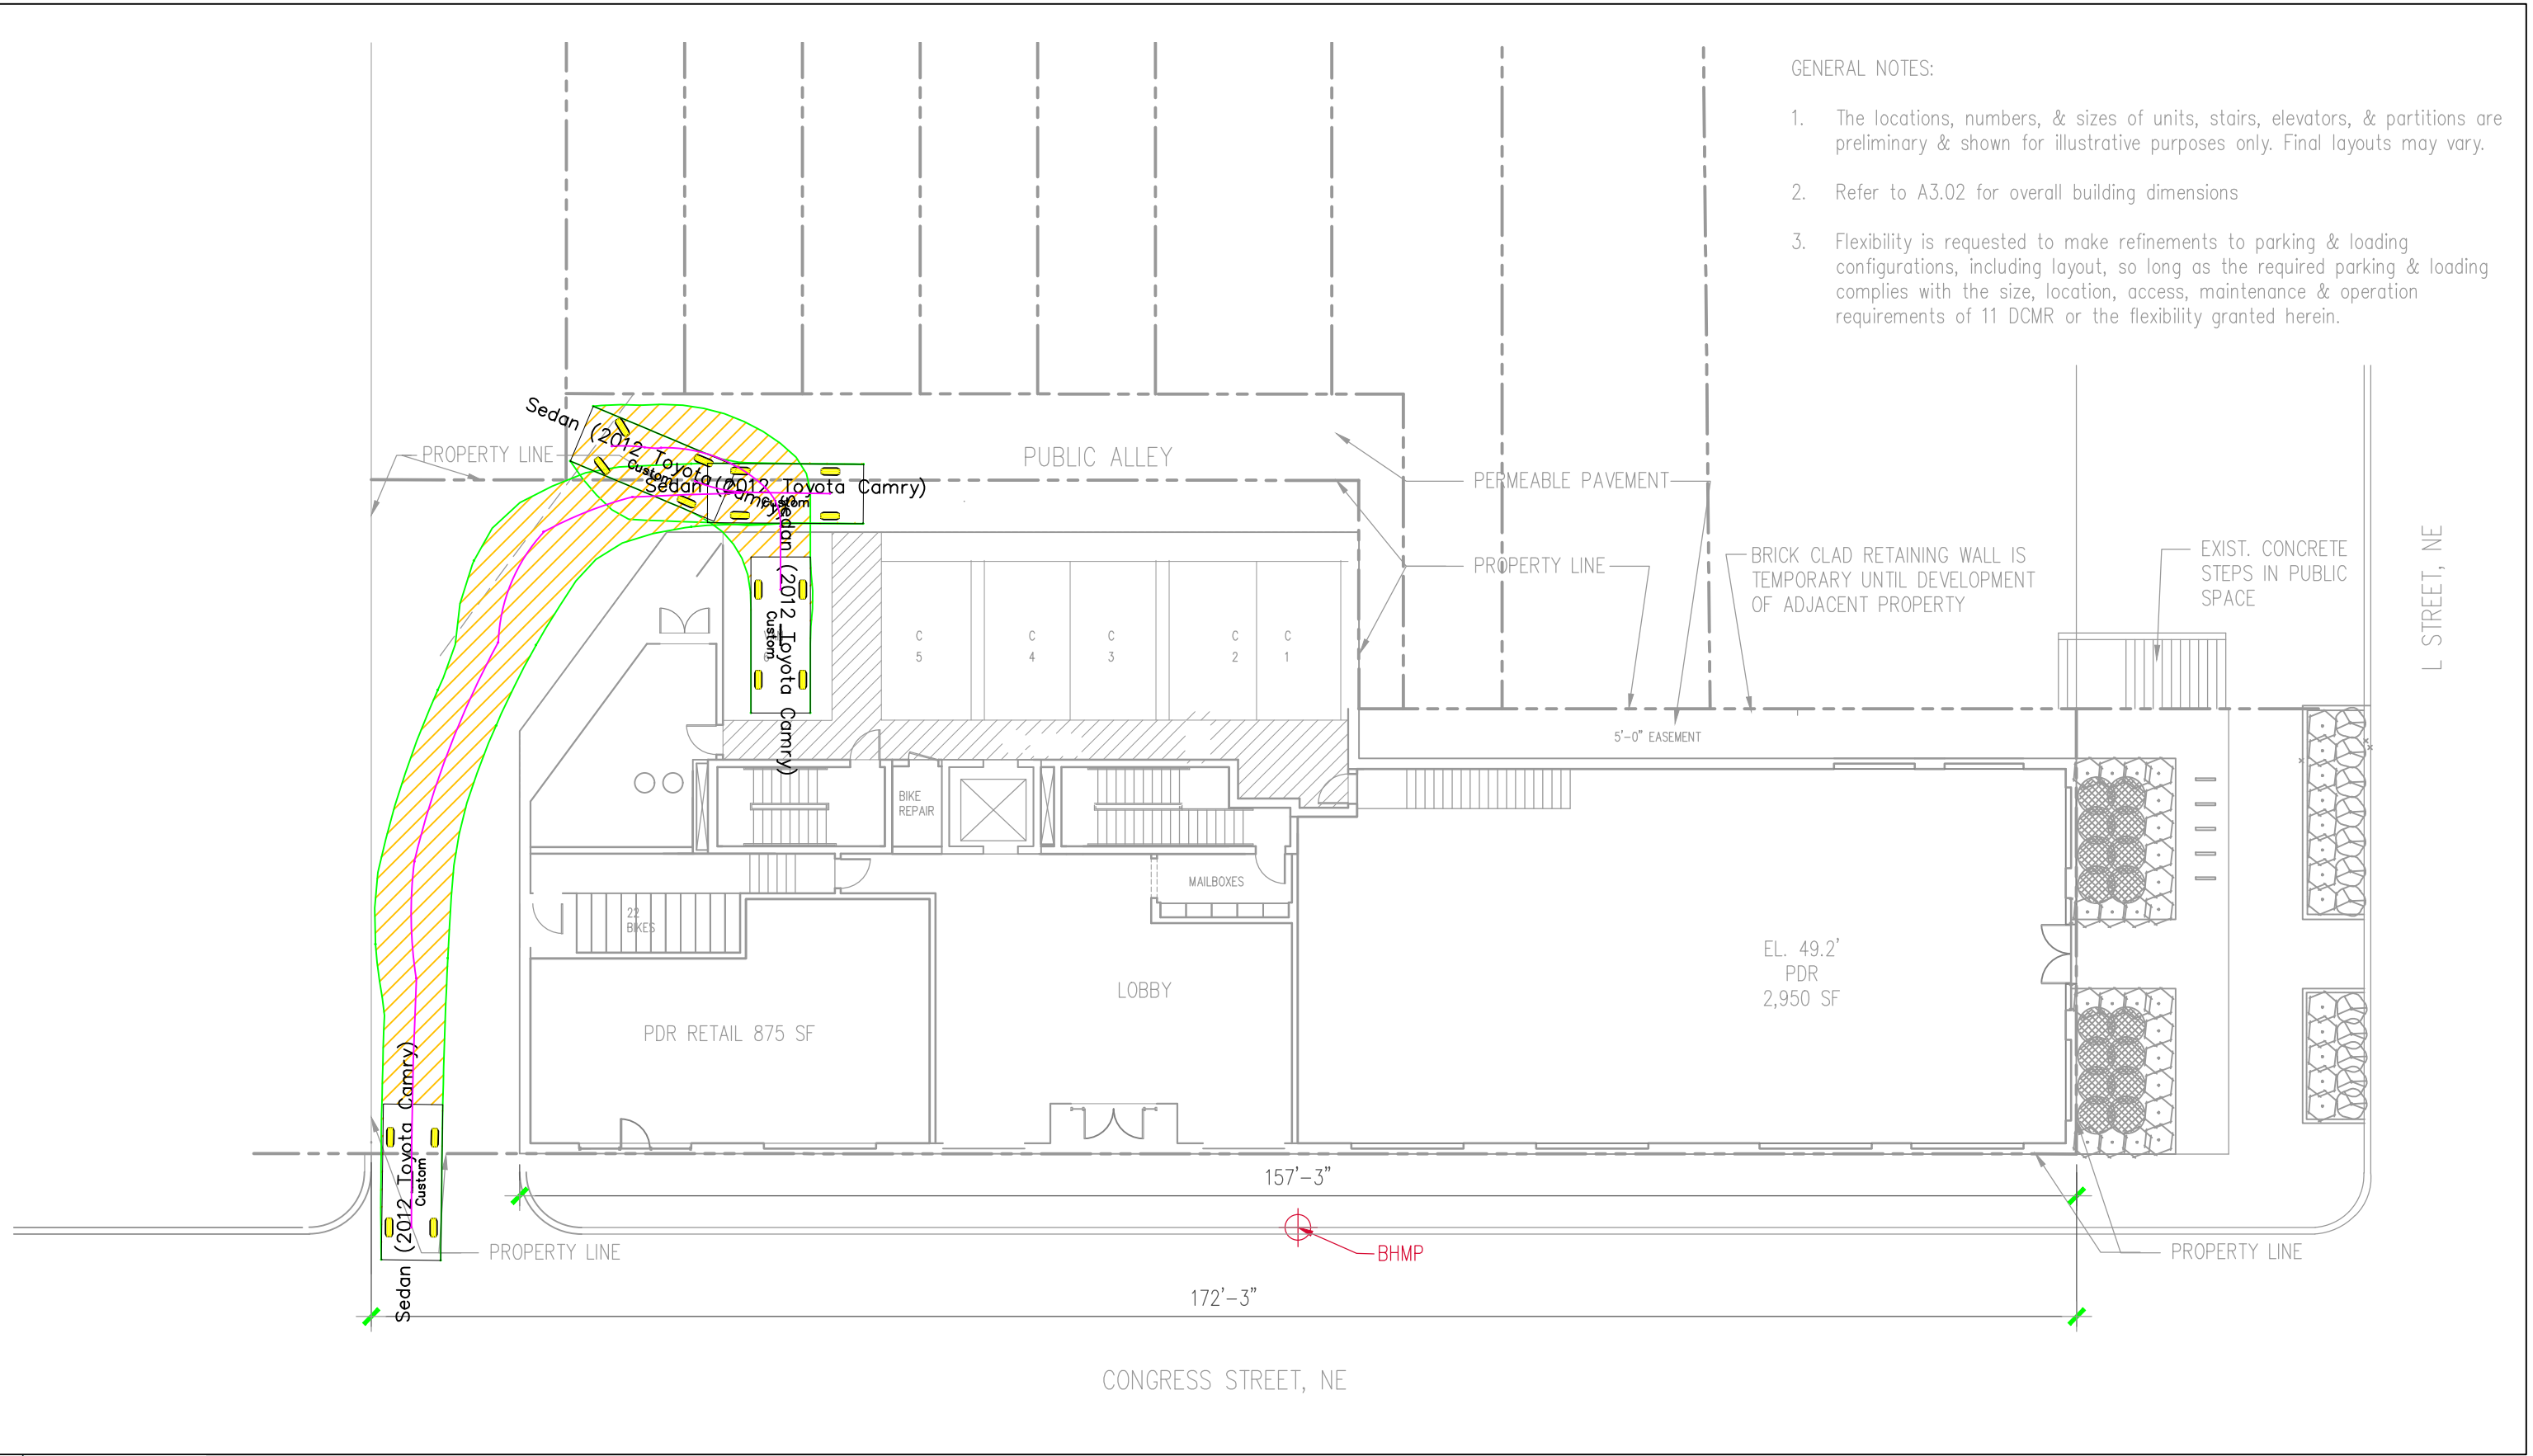 GENERAL NOTES:
1. The locations, numbers, & sizes of units, stairs, elevators, & partitions are
preliminary & shown for illustrative purposes only. Final layouts may vary.
2. Refer to A3.02 for overall building dimensions
3. Flexibility is requested to make refinements to parking & loading
configurations, including layout, so long as the required parking & loading
complies with the size, location, access, maintenance & operation
requirements of 11 DCMR or the flexibility granted herein.
Sedan (2012 Toyota Camry)
Custom
PROPERTY LINE
PUBLIC ALLEY
Sedan (2012 Toyota Camry)
Custom
PERMEABLE PAVEMENT
PROPERTY LINE
BRICK CLAD RETAINING WALL IS
TEMPORARY UNTIL DEVELOPMENT
OF ADJACENT PROPERTY
EXIST. CONCRETE
STEPS IN PUBLIC
SPACE
L STREET, NE
Sedan (2012 Toyota Camry)
Custom
C
5
C
4
C
3
C
2
C
1
5'-0" EASEMENT
BIKE
REPAIR
MAILBOXES
22
BIKES
EL. 49.2'
PDR
2,950 SF
LOBBY
PDR RETAIL 875 SF
Sedan (2012 Toyota Camry)
Custom
157'-3"
PROPERTY LINE
BHMP
PROPERTY LINE
172'-3"
CONGRESS STREET, NE